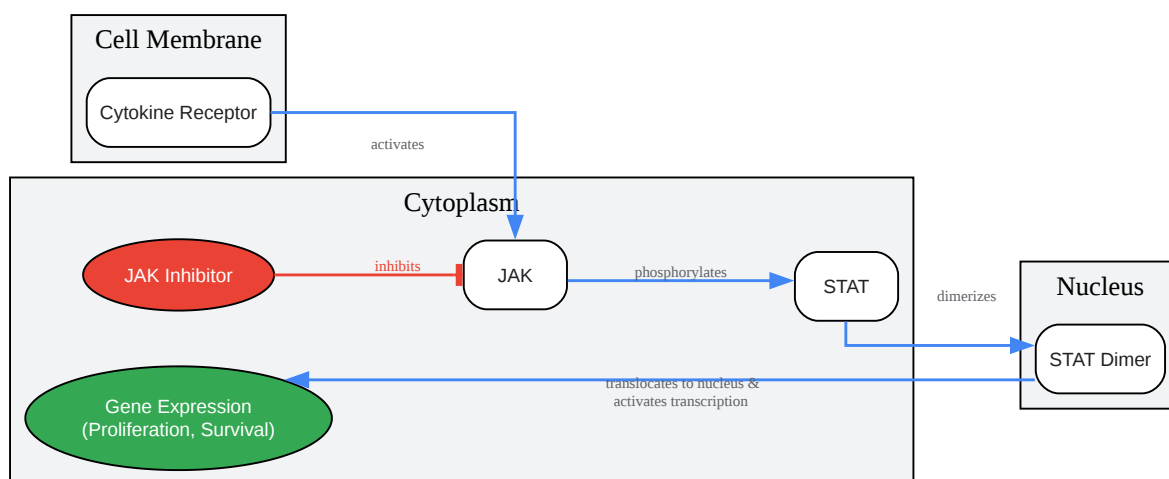 Cell Membrane
Cytokine Receptor
activates
Cytoplasm
JAK Inhibitor
inhibits
JAK
phosphorylates
STAT
dimerizes
Nucleus
STAT Dimer
translocates to nucleus &
activates transcription
Gene Expression
(Proliferation, Survival)